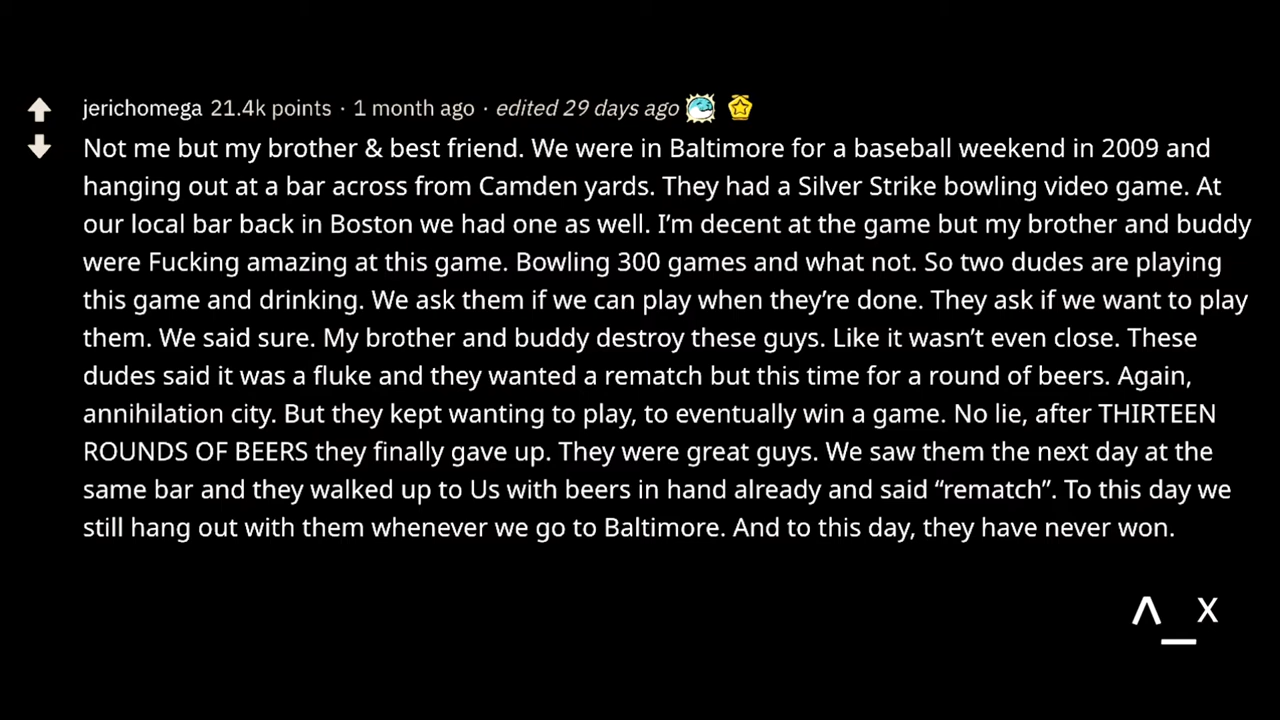 jerichomega 21.4k points · 1 month ago · edited 29 days ago
Not me but my brother & best friend. We were in Baltimore for a baseball weekend in 2009 and
hanging out at a bar across from Camden yards. They had a Silver Strike bowling video game. At
our local bar back in Boston we had one as well. I’m decent at the game but my brother and buddy
were Fucking amazing at this game. Bowling 300 games and what not. So two dudes are playing
this game and drinking. We ask them if we can play when they’re done. They ask if we want to play
them. We said sure. My brother and buddy destroy these guys. Like it wasn’t even close. These
dudes said it was a fluke and they wanted a rematch but this time for a round of beers. Again,
annihilation city. But they kept wanting to play, to eventually win a game. No lie, after THIRTEEN
ROUNDS OF BEERS they finally gave up. They were great guys. We saw them the next day at the
same bar and they walked up to Us with beers in hand already and said “rematch”. To this day we
still hang out with them whenever we go to Baltimore. And to this day, they have never won.
^_x